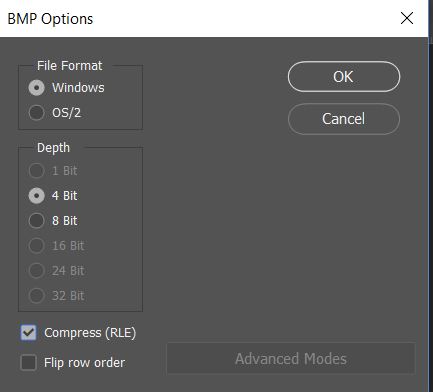 BMP Options
File Format
Windows
OS/2
OK
Cancel
Depth
1 Bit
4 Bit
8 Bit
16 Bit
24 Bit
32 Bit
Compress (RLE)
Flip row order
Advanced Modes